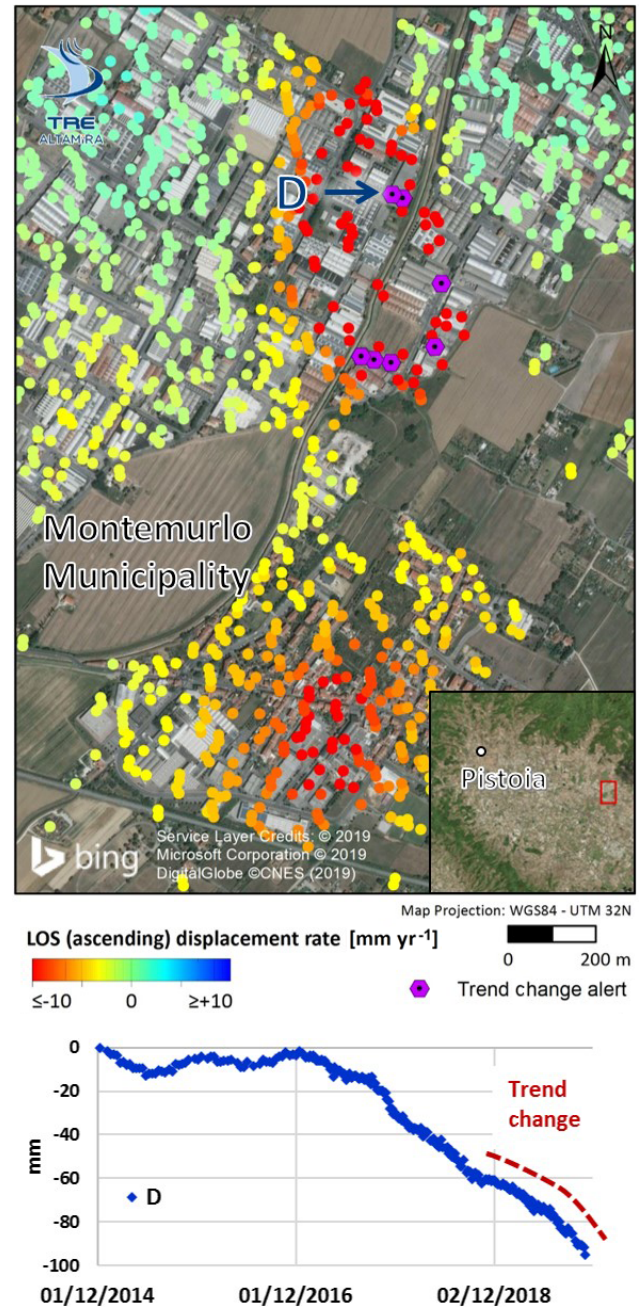 N
TRE
ALTAMIRA
D
Montemurlo
Municipality
Pistoia
Service Layer Credits: © 2019
Microsoft Corporation © 2019
DigitalGlobe ©CNES (2019)
bing
Map Projection: WGS84 - UTM 32N
LOS (ascending) displacement rate [mm yr⁻¹]
≤-10 0 ≥+10
0 200 m
Trend change alert
0
-20
-40
-60
-80
-100
mm
Trend
change
D
01/12/2014 01/12/2016 02/12/2018